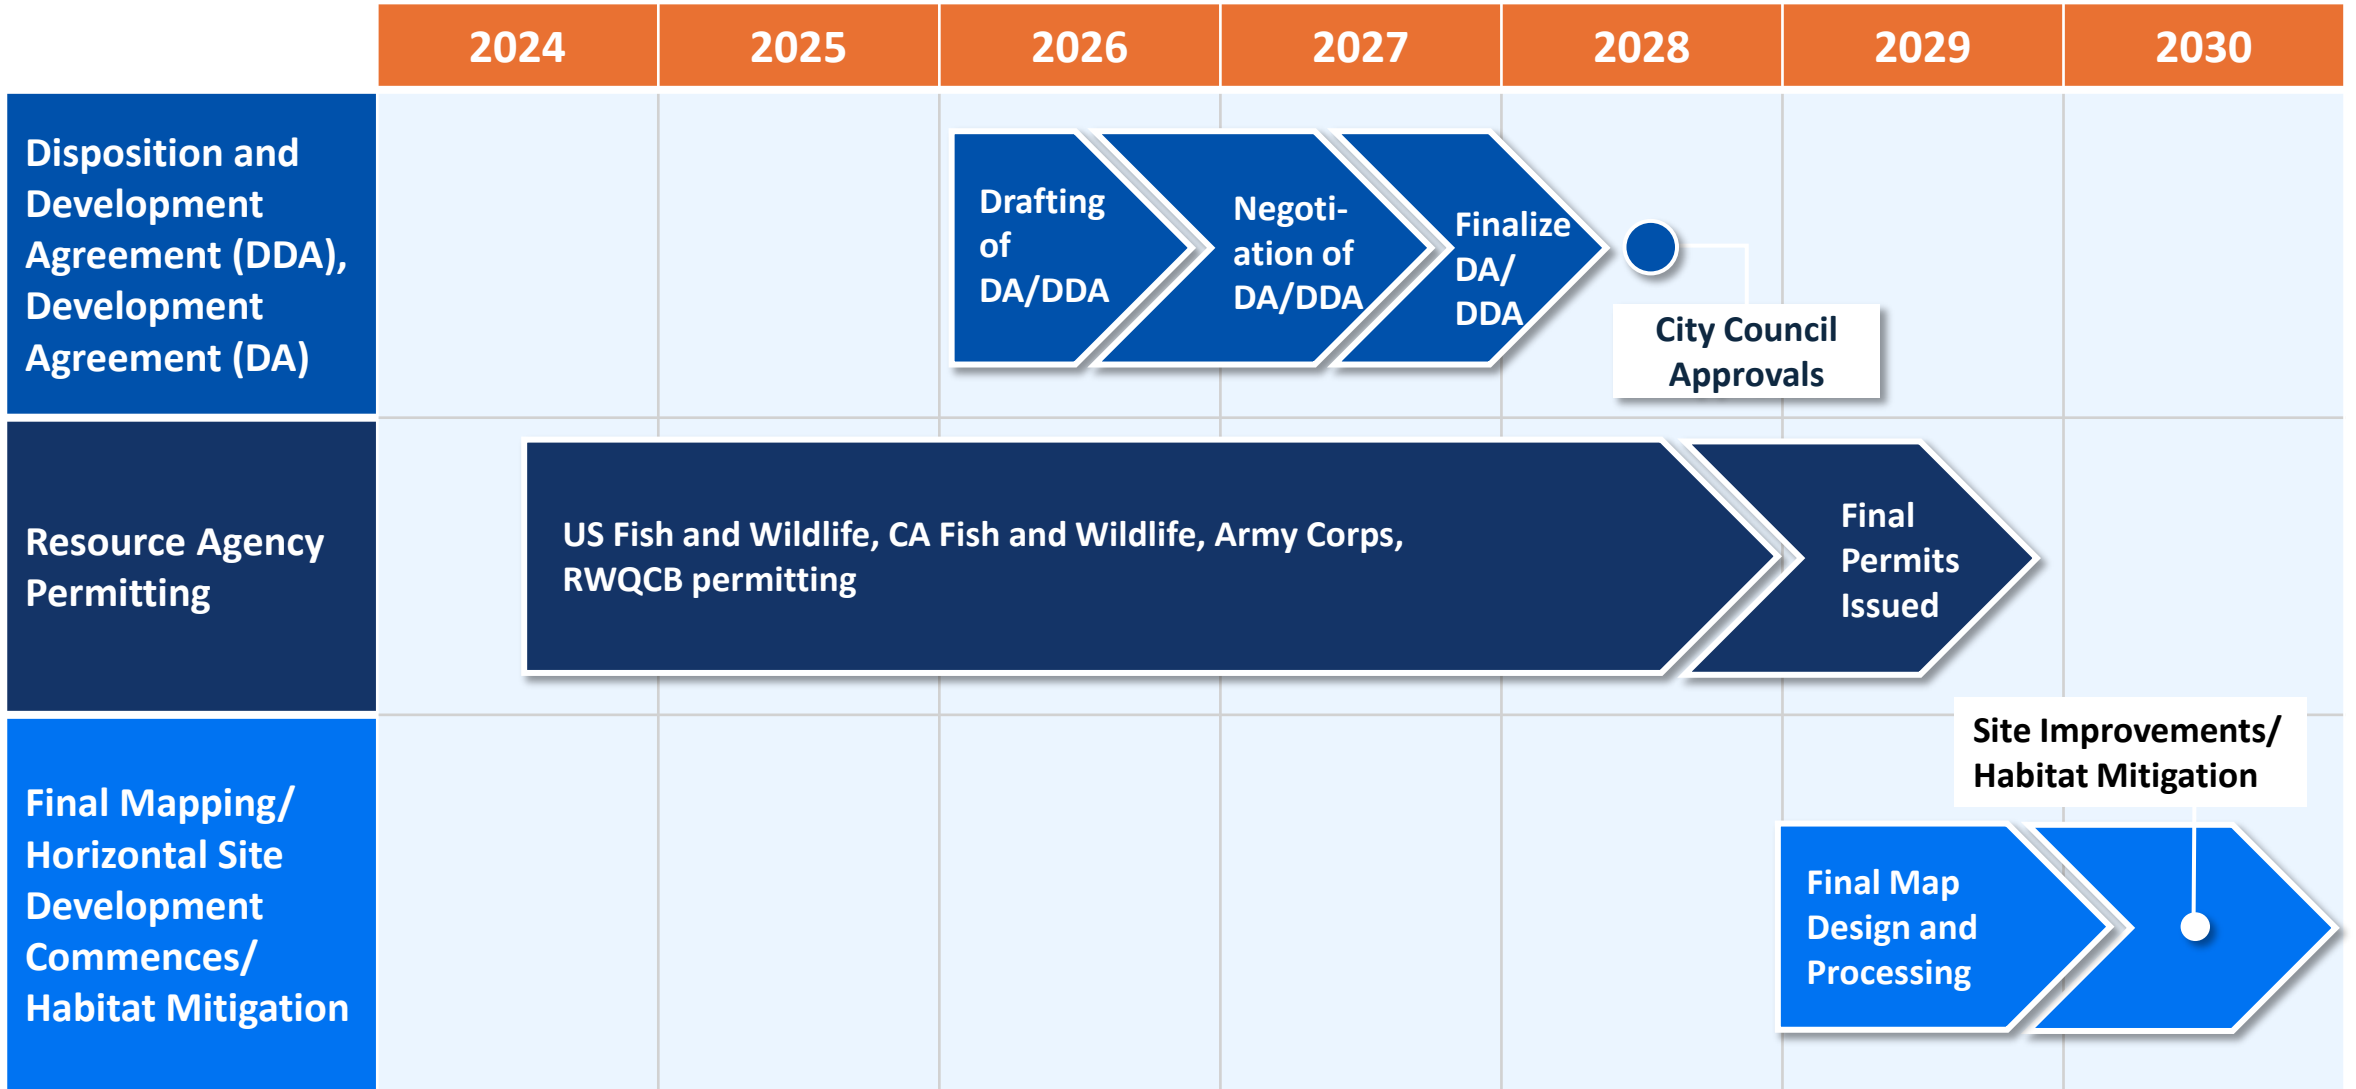 2024 2025 2026 2027 2028 2029 2030
Disposition and
Development
Agreement (DDA),
Development
Agreement (DA)
Drafting
of
DA/DDA
Negoti-
ation of
DA/DDA
Finalize
DA/
DDA
City Council
Approvals
Resource Agency
Permitting
US Fish and Wildlife, CA Fish and Wildlife, Army Corps,
RWQCB permitting
Final
Permits
Issued
Final Mapping/
Horizontal Site
Development
Commences/
Habitat Mitigation
Final Map
Design and
Processing
Site Improvements/
Habitat Mitigation